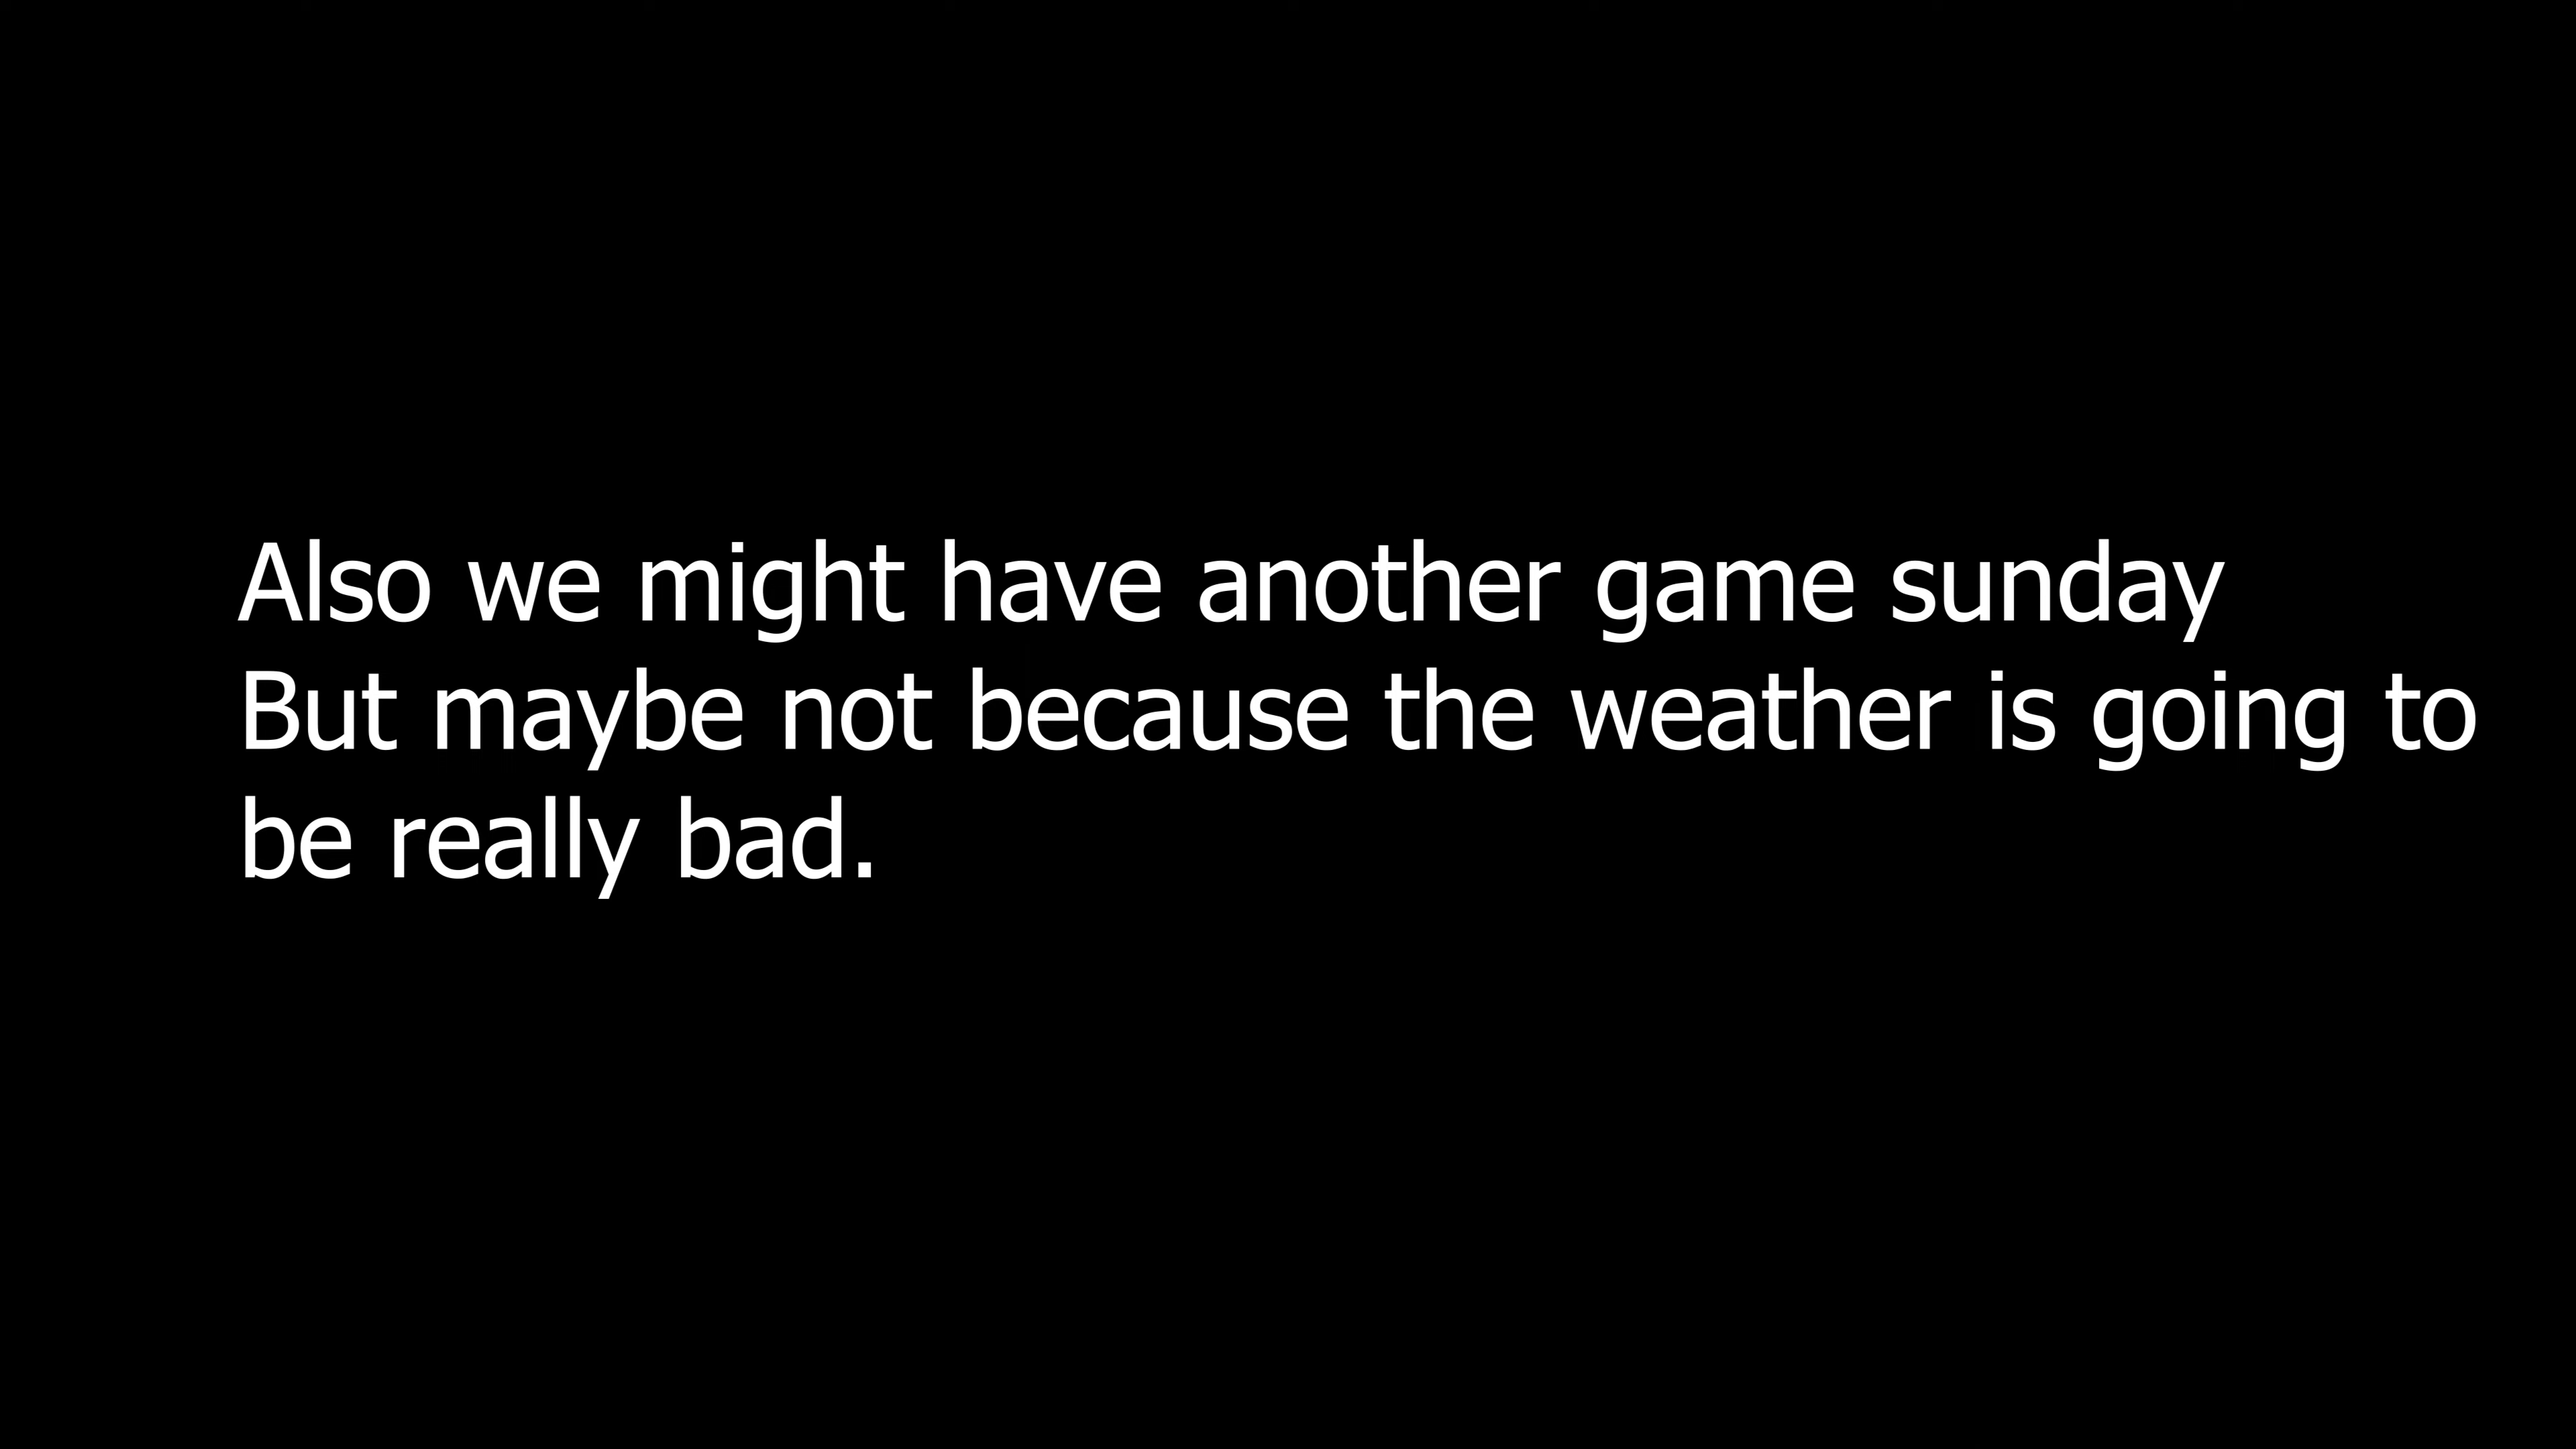 Also we might have another game sunday
But maybe not because the weather is going to
be really bad.